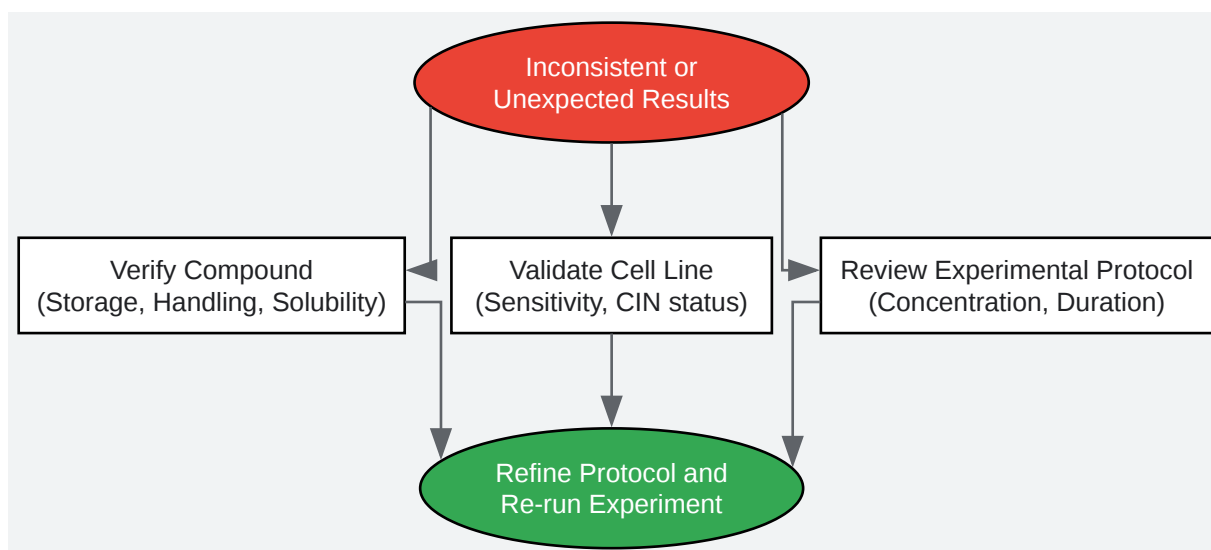 Inconsistent or
Unexpected Results
Verify Compound
(Storage, Handling, Solubility)
Validate Cell Line
(Sensitivity, CIN status)
Review Experimental Protocol
(Concentration, Duration)
Refine Protocol and
Re-run Experiment